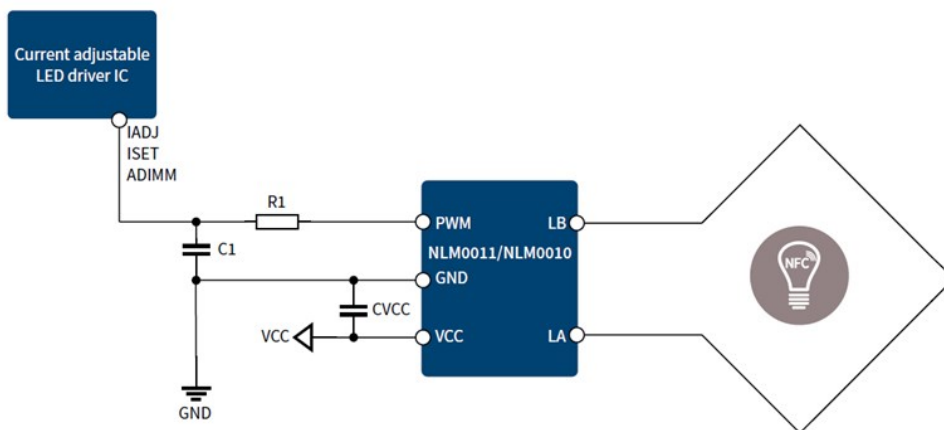 Current adjustable
LED driver IC
IADJ
ISET
ADIMM
R1
C1
PWM
LB
NLM0011/NLM0010
GND
CVCC
VCC
VCC
LA
GND
NFC